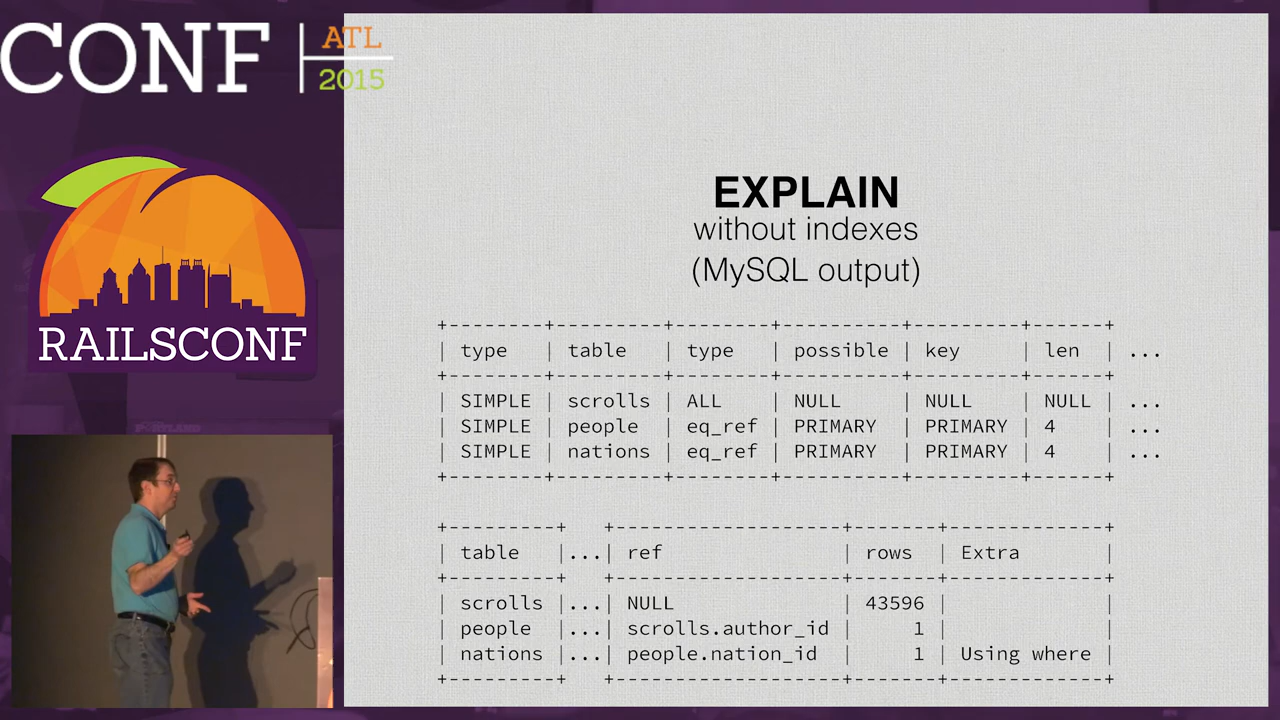 CONF
ATL
2015
RAILSCONF
EXPLAIN
without indexes
(MySQL output)
+--------+---------+--------+----------+---------+------+
| type | table | type | possible | key | len | ...
+--------+---------+--------+----------+---------+------+
| SIMPLE | scrolls | ALL | NULL | NULL | NULL | ...
| SIMPLE | people | eq_ref | PRIMARY | PRIMARY | 4 | ...
| SIMPLE | nations | eq_ref | PRIMARY | PRIMARY | 4 | ...
+--------+---------+--------+----------+---------+------+
+---------+ +-------------------+-------+-------------+
| table |...| ref | rows | Extra |
+---------+ +-------------------+-------+-------------+
| scrolls |...| NULL | 43596 | |
| people |...| scrolls.author_id | 1 | |
| nations |...| people.nation_id | 1 | Using where |
+---------+ +-------------------+-------+-------------+